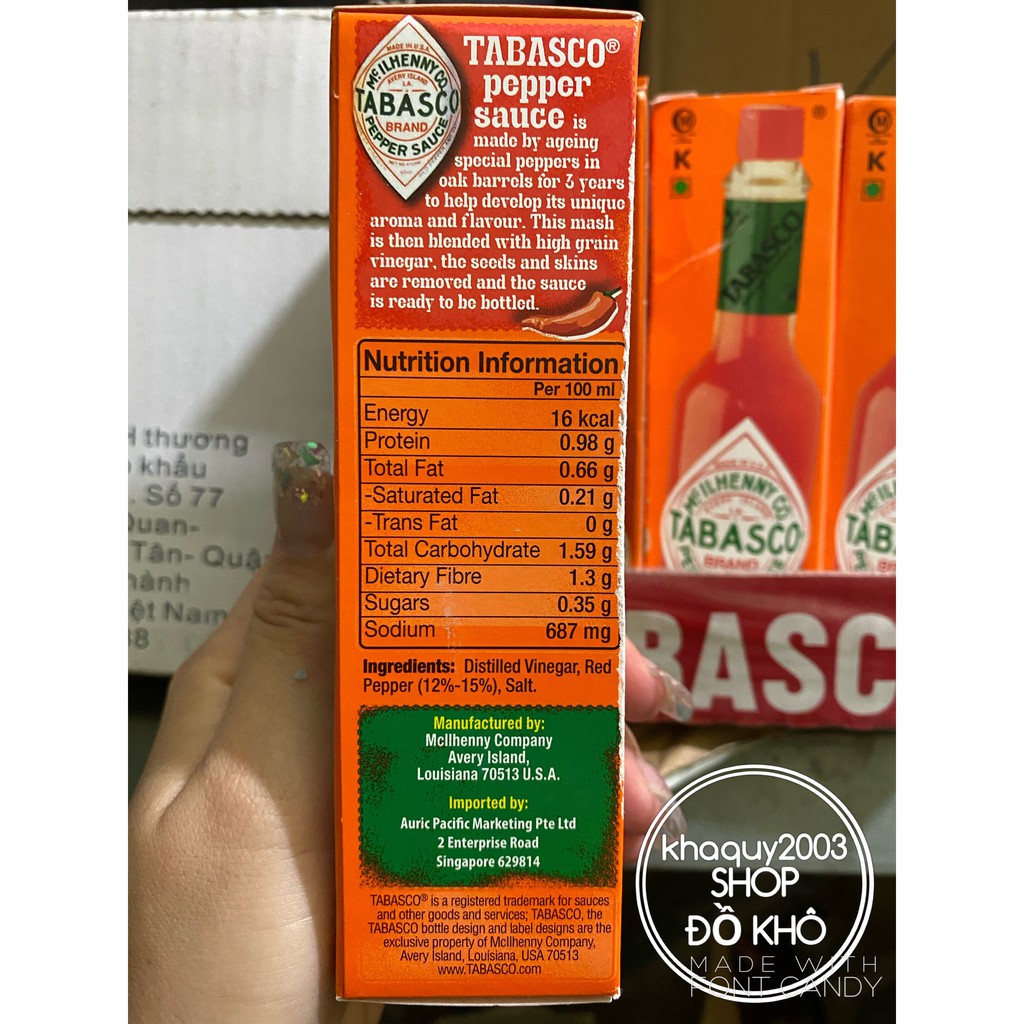 MADE IN U.S.A.
McILHENNY CO.
AVERY ISLAND
LA.
TABASCO
BRAND
PEPPER SAUCE
TABASCO®
pepper
sauce is
made by ageing
special peppers in
oak barrels for 3 years
to help develop its unique
aroma and flavour. This mash
is then blended with high grain
vinegar, the seeds and skins
are removed and the sauce
is ready to be bottled.
Nutrition Information
Per 100 ml
Energy 16 kcal
Protein 0.98 g
Total Fat 0.66 g
-Saturated Fat 0.21 g
-Trans Fat 0 g
Total Carbohydrate 1.59 g
Dietary Fibre 1.3 g
Sugars 0.35 g
Sodium 687 mg
Ingredients: Distilled Vinegar, Red
Pepper (12%-15%), Salt.
Manufactured by:
McIlhenny Company
Avery Island,
Louisiana 70513 U.S.A.
Imported by:
Auric Pacific Marketing Pte Ltd
2 Enterprise Road
Singapore 629814
TABASCO® is a registered trademark for sauces
and other goods and services; TABASCO, the
TABASCO bottle design and label designs are the
exclusive property of McIlhenny Company,
Avery Island, Louisiana, USA 70513
www.TABASCO.com
H thương
khẩu
Số 77
Quan-
Tân- Quậ
hành
iệt Nam
38
K
K
®
TABASCO
McILHENNY CO.
TABASCO
BRAND
TAB
BASC
khaquy2003
SHOP
ĐỒ KHÔ
MADE WITH
FONT CANDY